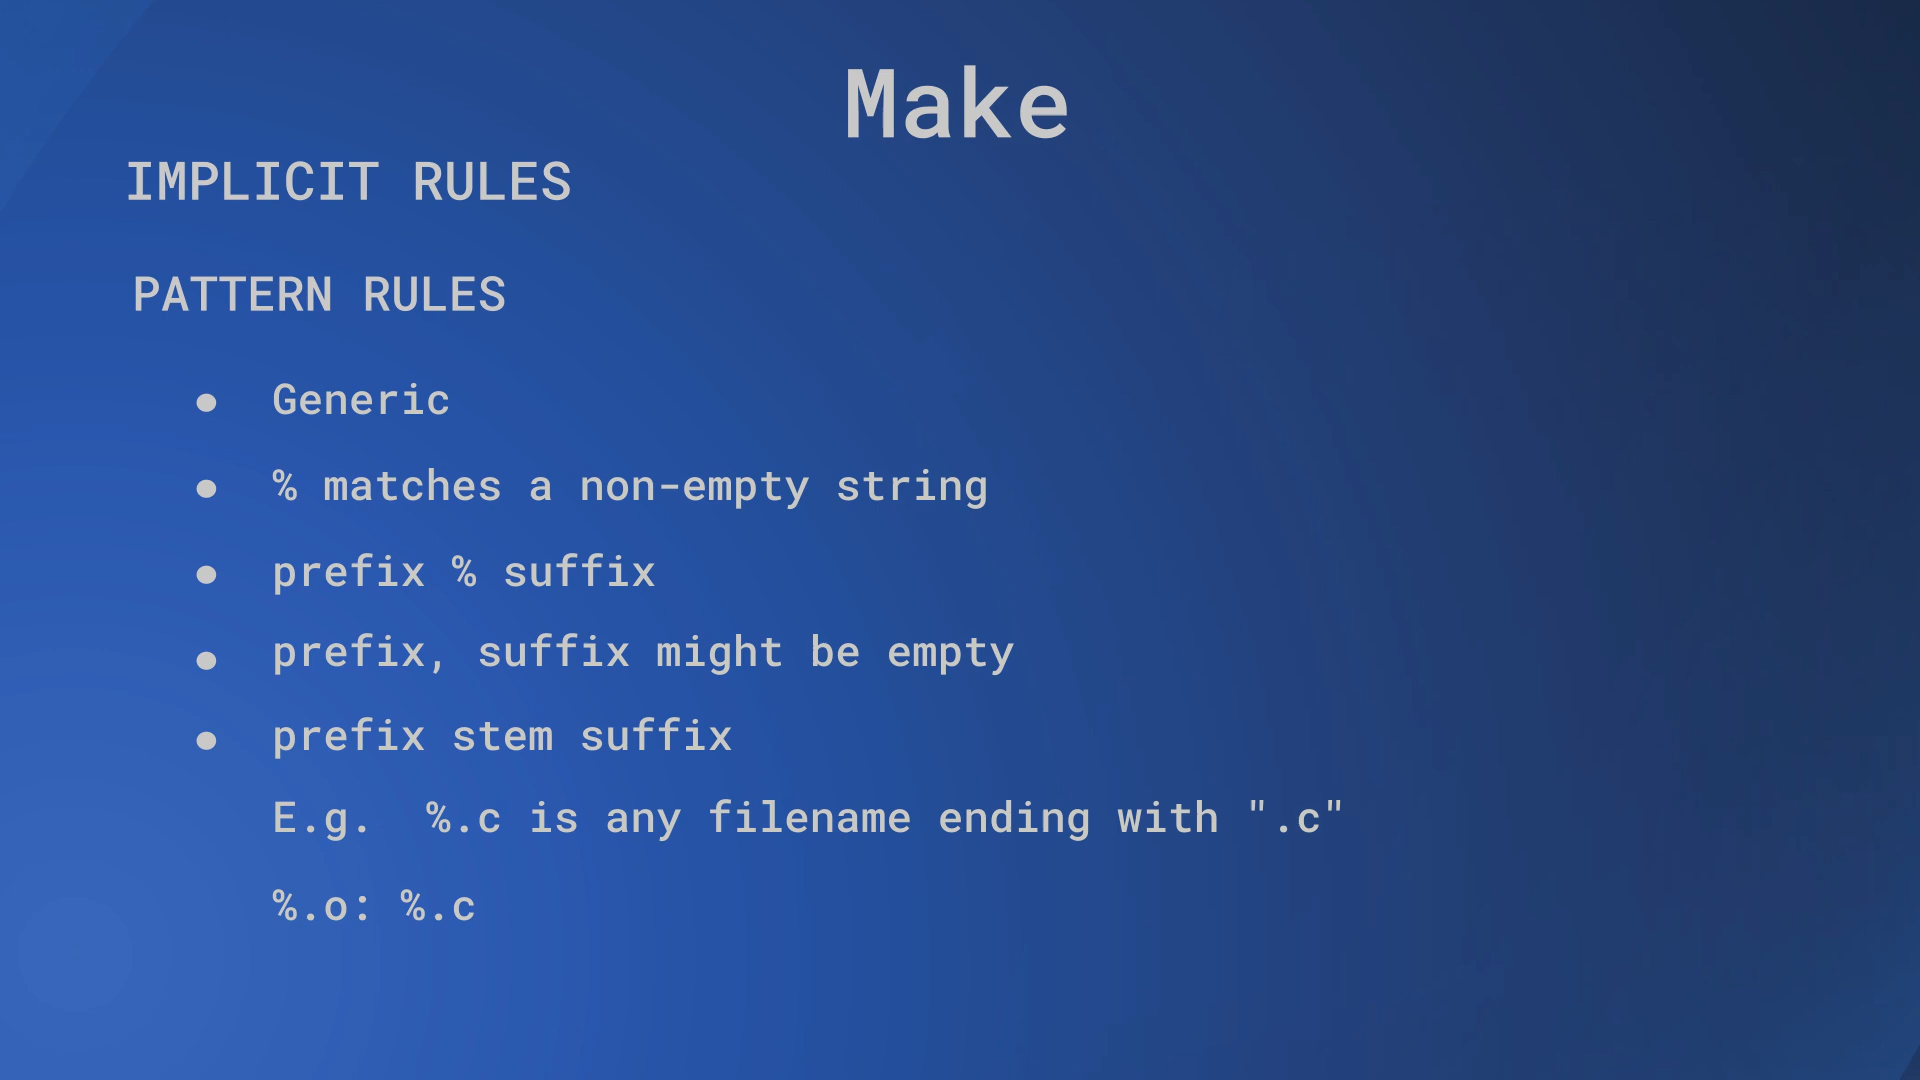 Make
IMPLICIT RULES
PATTERN RULES
● Generic
● % matches a non-empty string
● prefix % suffix
● prefix, suffix might be empty
● prefix stem suffix
E.g.  %.c is any filename ending with ".c"
%.o: %.c